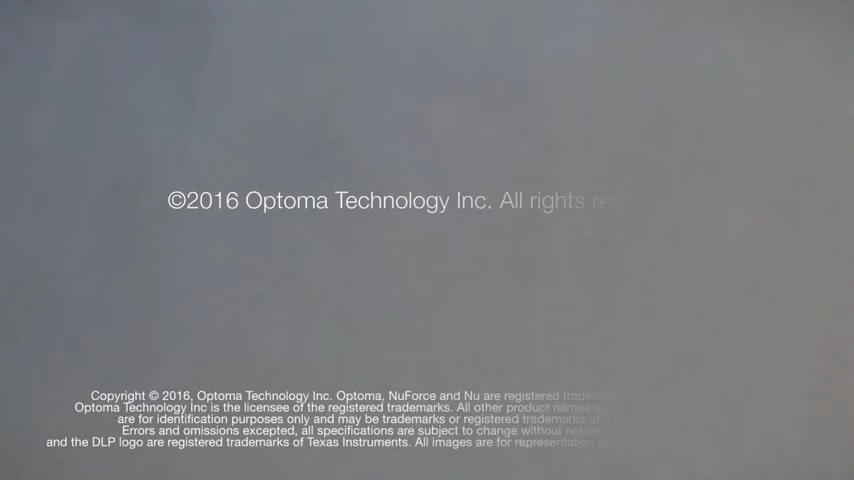 ©2016 Optoma Technology Inc. All rights
Copyright © 2016, Optoma Technology Inc. Optoma, NuForce and Nu are registered
Optoma Technology Inc is the licensee of the registered trademarks. All other product names
are for identification purposes only and may be trademarks or registered trademarks of
Errors and omissions excepted, all specifications are subject to change without notice.
and the DLP logo are registered trademarks of Texas Instruments. All images are for representation